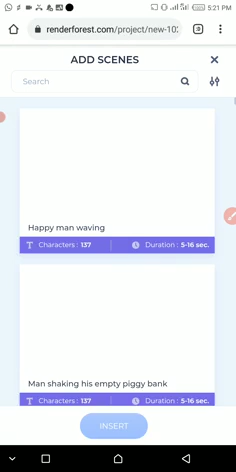 5:21 PM
renderforest.com/project/new-10
:9
ADD SCENES
Search
Happy man waving
Characters : 137 Duration : 5-16 sec.
Man shaking his empty piggy bank
Characters : 137 Duration : 5-16 sec.
INSERT